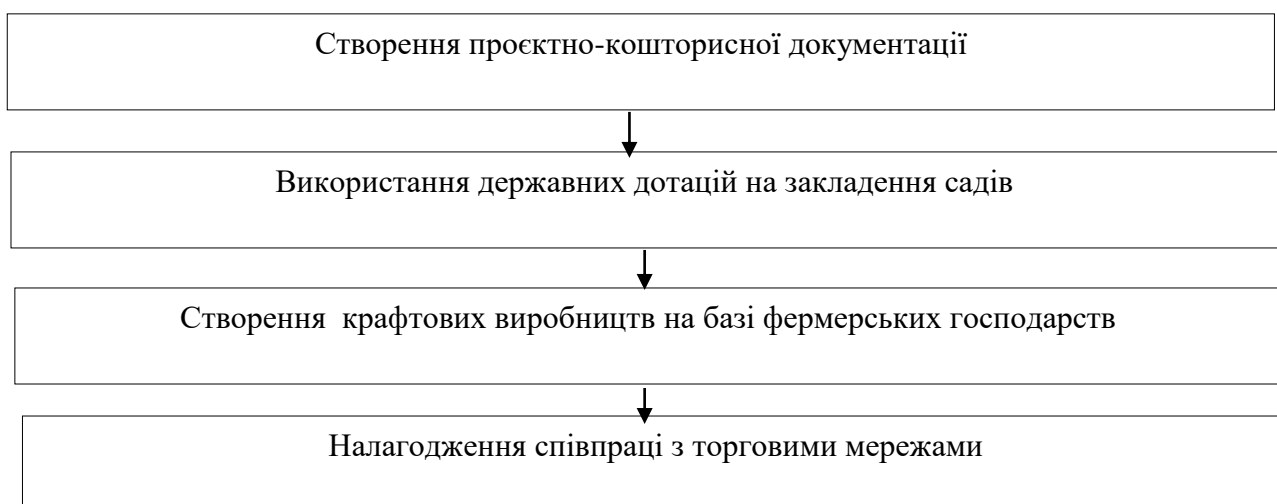 Створення проєктно-кошторисної документації
Використання державних дотацій на закладення садів
Створення крафтових виробництв на базі фермерських господарств
Налагодження співпраці з торговими мережами